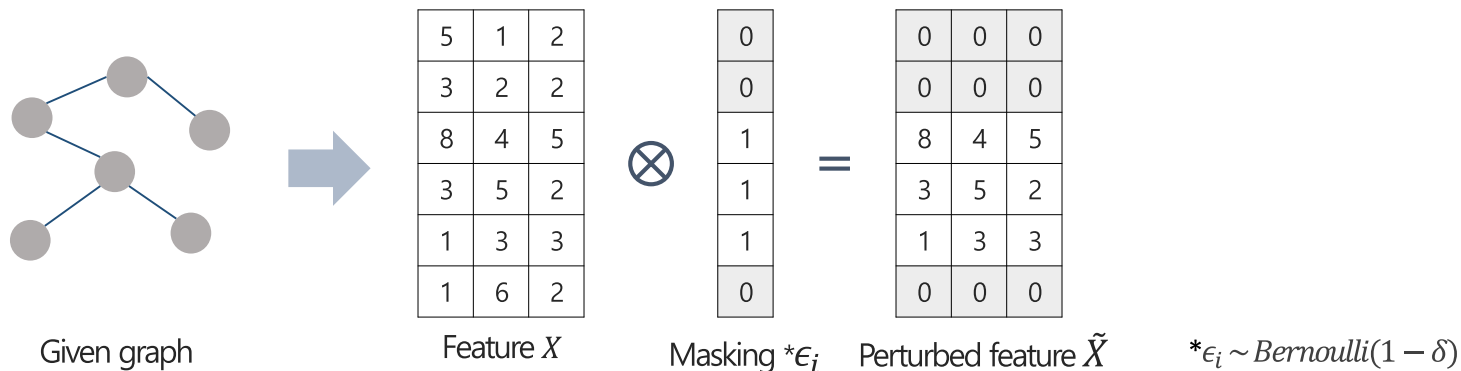 5 1 2 0 0 0 0
3 2 2 0 0 0 0
8 4 5 1 8 4 5
3 5 2 ⊗ 1 = 3 5 2
1 3 3 1 1 3 3
1 6 2 0 0 0 0
Given graph Feature X Masking *ϵᵢ Perturbed feature X̃ *ϵᵢ ~ Bernoulli(1 − δ)